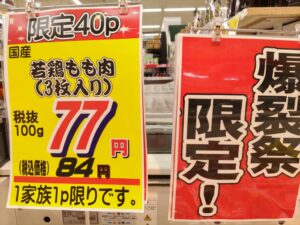 限定40p
国産
若鶏もも肉
(3枚入り)
税抜
100g
77円
(税込価格)84円
1家族1p限りです。
爆裂祭
限定!